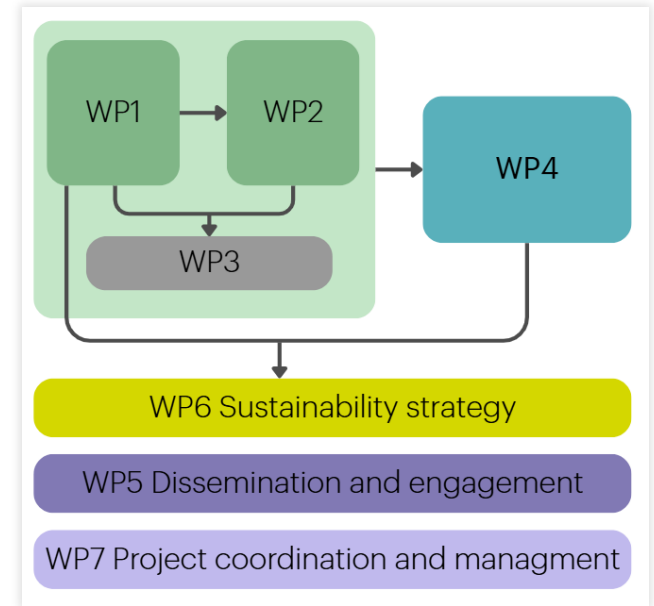 WP1
WP2
WP4
WP3
WP6 Sustainability strategy
WP5 Dissemination and engagement
WP7 Project coordination and managment